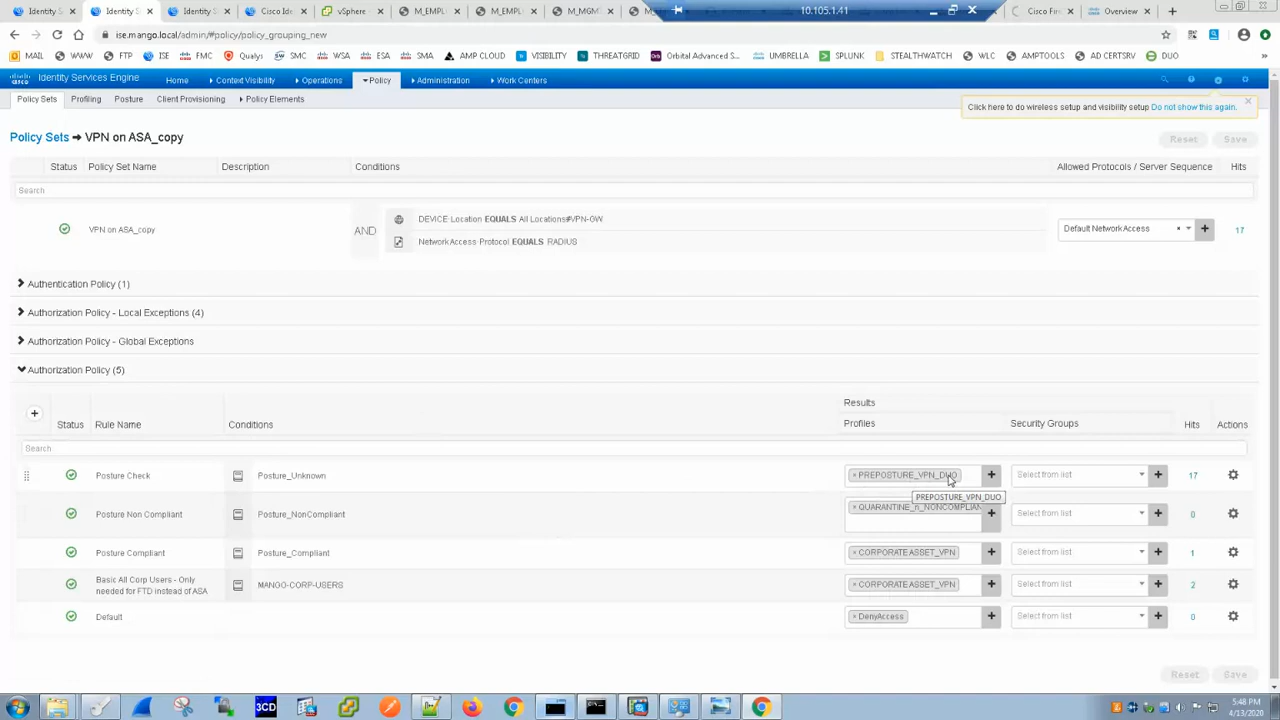 Identity S
Identity S
Identity S
Cisco Ide
vSphere
M_EMPL
M_EMPL
M_MGM
10.105.1.41
Cisco Fire
Overview
ise.mango.local/admin/#policy/policy_grouping_new
MAIL
WWW
FTP
ISE
FMC
Qualys
SMC
WSA
ESA
SMA
AMP CLOUD
VISIBILITY
THREATGRID
Orbital Advanced S...
UMBRELLA
SPLUNK
STEALTHWATCH
WLC
AMPTOOLS
AD CERTSRV
DUO
»
cisco Identity Services Engine
Home
Context Visibility
Operations
Policy
Administration
Work Centers
Policy Sets
Profiling
Posture
Client Provisioning
Policy Elements
Click here to do wireless setup and visibility setup Do not show this again.
Policy Sets ➔ VPN on ASA_copy
Reset
Save
Status
Policy Set Name
Description
Conditions
Allowed Protocols / Server Sequence
Hits
Search
VPN on ASA_copy
AND
DEVICE·Location EQUALS All Locations#VPN-GW
Network Access·Protocol EQUALS RADIUS
Default Network Access
17
Authentication Policy (1)
Authorization Policy - Local Exceptions (4)
Authorization Policy - Global Exceptions
Authorization Policy (5)
Results
Status
Rule Name
Conditions
Profiles
Security Groups
Hits
Actions
Search
Posture Check
Posture_Unknown
× PREPOSTURE_VPN_DUO
Select from list
17
PREPOSTURE_VPN_DUO
Posture Non Compliant
Posture_NonCompliant
× QUARANTINE_n_NONCOMPLIAN
Select from list
0
Posture Compliant
Posture_Compliant
× CORPORATE ASSET_VPN
Select from list
1
Basic All Corp Users - Only
needed for FTD instead of ASA
MANGO-CORP-USERS
× CORPORATE ASSET_VPN
Select from list
2
Default
× DenyAccess
Select from list
0
Reset
Save
3CD
5:48 PM
4/13/2020